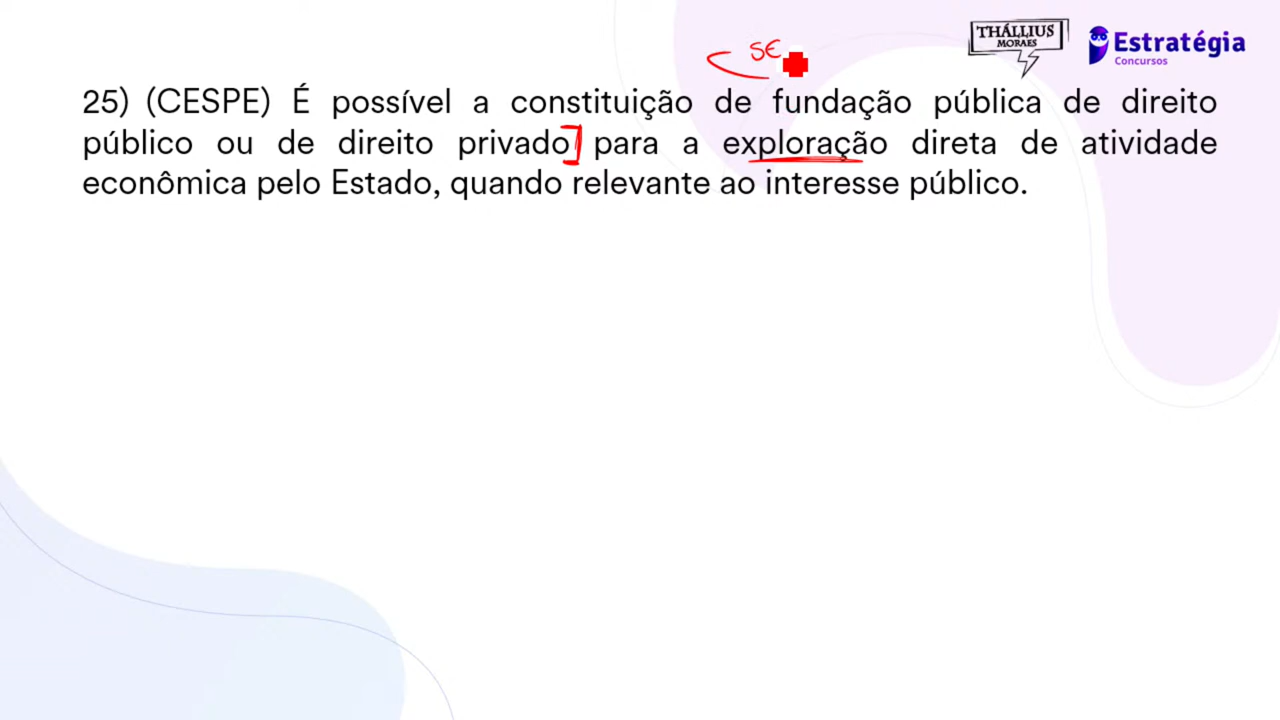 THÁLLIUS
MORAES
Estratégia
Concursos
SE
25) (CESPE) É possível a constituição de fundação pública de direito
público ou de direito privado para a exploração direta de atividade
econômica pelo Estado, quando relevante ao interesse público.